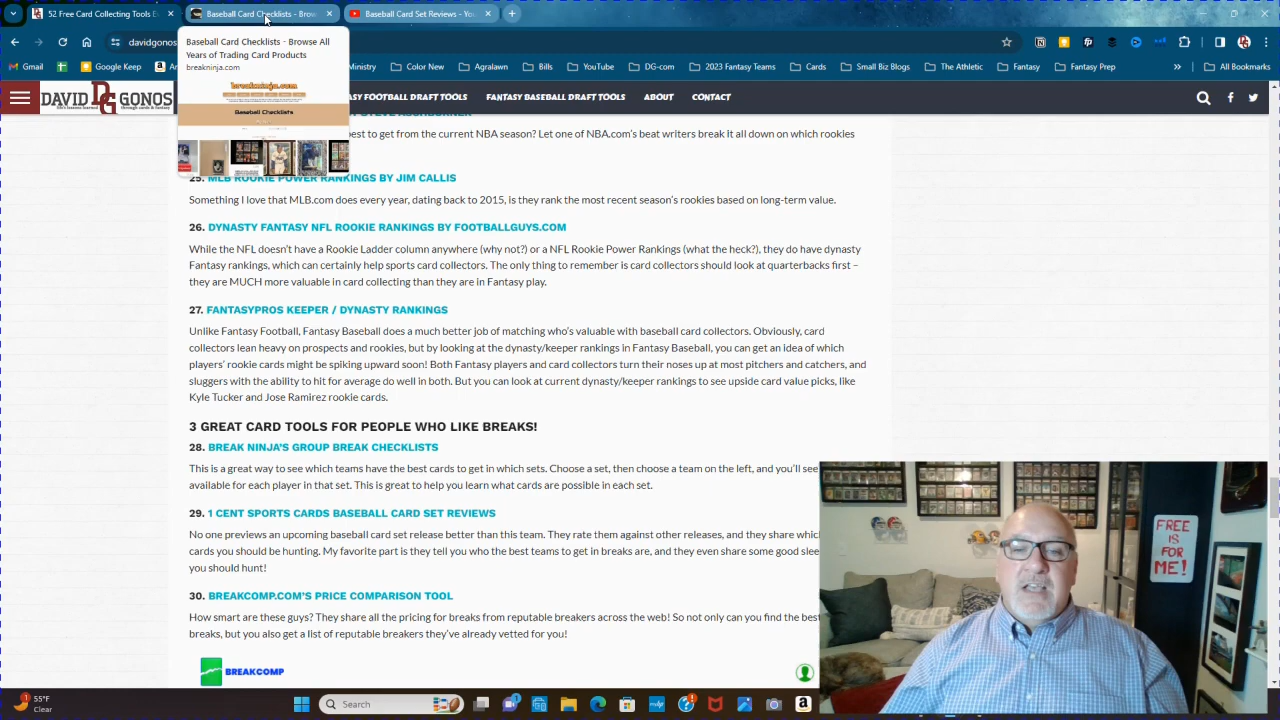 52 Free Card Collecting Tools
Baseball Card Checklists - Brow
Baseball Card Set Reviews - You
davidgonos
Gmail
Google Keep
Ministry
Color New
Agralawn
Bills
YouTube
DG-com
2023 Fantasy Teams
Cards
Small Biz Blogs
The Athletic
Fantasy
Fantasy Prep
All Bookmarks
Baseball Card Checklists - Browse All
Years of Trading Card Products
breakninja.com
breakninja.com
Baseball Checklists
DAVID DG GONOS
ASY FOOTBALL DRAFT TOOLS
FANTASY BASEBALL DRAFT TOOLS
ABOUT
CONTACT
best to get from the current NBA season? Let one of NBA.com's beat writers break it all down on which rookies
25. MLB ROOKIE POWER RANKINGS BY JIM CALLIS
Something I love that MLB.com does every year, dating back to 2015, is they rank the most recent season's rookies based on long-term value.
26. DYNASTY FANTASY NFL ROOKIE RANKINGS BY FOOTBALLGUYS.COM
While the NFL doesn't have a Rookie Ladder column anywhere (why not?) or a NFL Rookie Power Rankings (what the heck?), they do have dynasty
Fantasy rankings, which can certainly help sports card collectors. The only thing to remember is card collectors should look at quarterbacks first –
they are MUCH more valuable in card collecting than they are in Fantasy play.
27. FANTASYPROS KEEPER / DYNASTY RANKINGS
Unlike Fantasy Football, Fantasy Baseball does a much better job of matching who's valuable with baseball card collectors. Obviously, card
collectors lean heavy on prospects and rookies, but by looking at the dynasty/keeper rankings in Fantasy Baseball, you can get an idea of which
players' rookie cards might be spiking upward soon! Both Fantasy players and card collectors turn their noses up at most pitchers and catchers, and
sluggers with the ability to hit for average do well in both. But you can look at current dynasty/keeper rankings to see upside card value picks, like
Kyle Tucker and Jose Ramirez rookie cards.
3 GREAT CARD TOOLS FOR PEOPLE WHO LIKE BREAKS!
28. BREAK NINJA'S GROUP BREAK CHECKLISTS
This is a great way to see which teams have the best cards to get in which sets. Choose a set, then choose a team on the left, and you'll see
available for each player in that set. This is great to help you learn what cards are possible in each set.
29. 1 CENT SPORTS CARDS BASEBALL CARD SET REVIEWS
No one previews an upcoming baseball card set release better than this team. They rate them against other releases, and they share which
cards you should be hunting. My favorite part is they tell you who the best teams to get in breaks are, and they even share some good slee
you should hunt!
30. BREAKCOMP.COM'S PRICE COMPARISON TOOL
How smart are these guys? They share all the pricing for breaks from reputable breakers across the web! So not only can you find the best
breaks, but you also get a list of reputable breakers they've already vetted for you!
BREAKCOMP
FREE
IS
FOR
ME!
55°F
Clear
Search